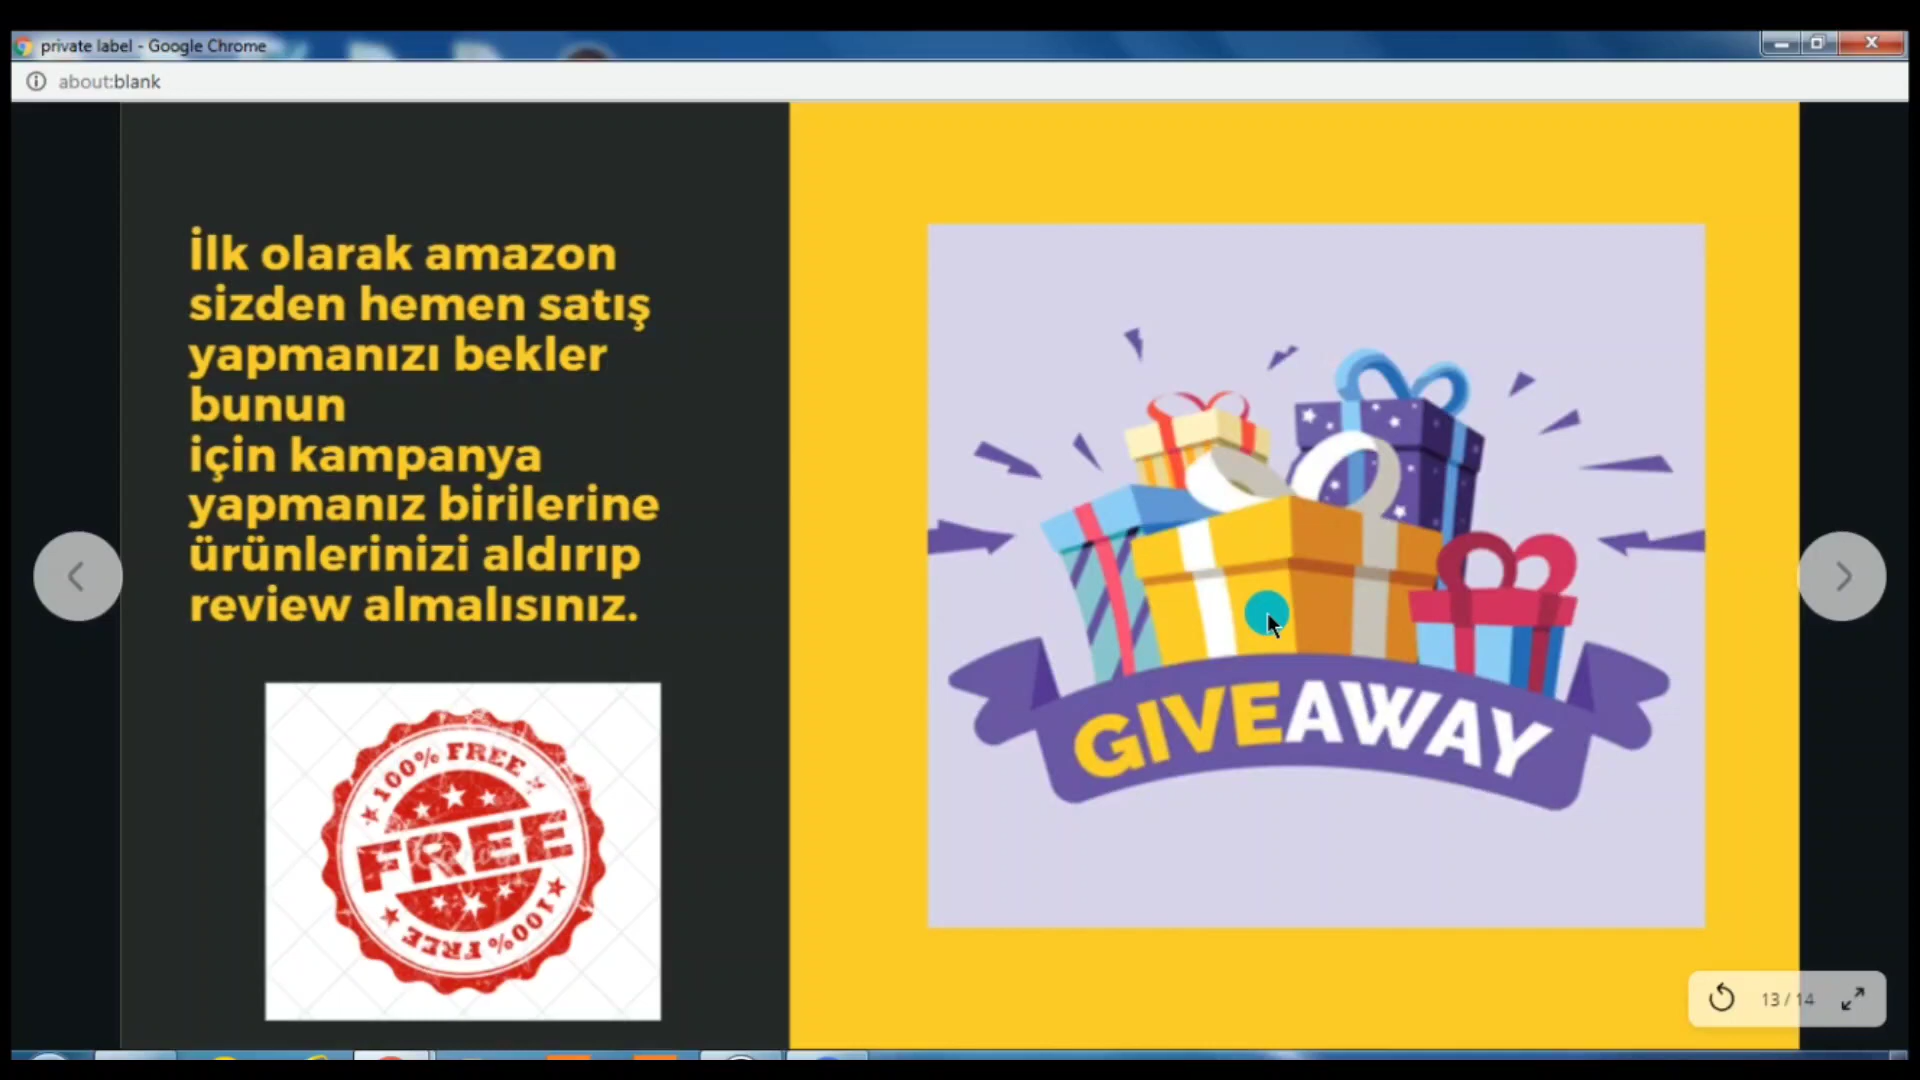 private label - Google Chrome
about:blank
İlk olarak amazon
sizden hemen satış
yapmanızı bekler
bunun
için kampanya
yapmanız birilerine
ürünlerinizi aldırıp
review almalısınız.
100% FREE
FREE
100% FREE
GIVEAWAY
13 / 14